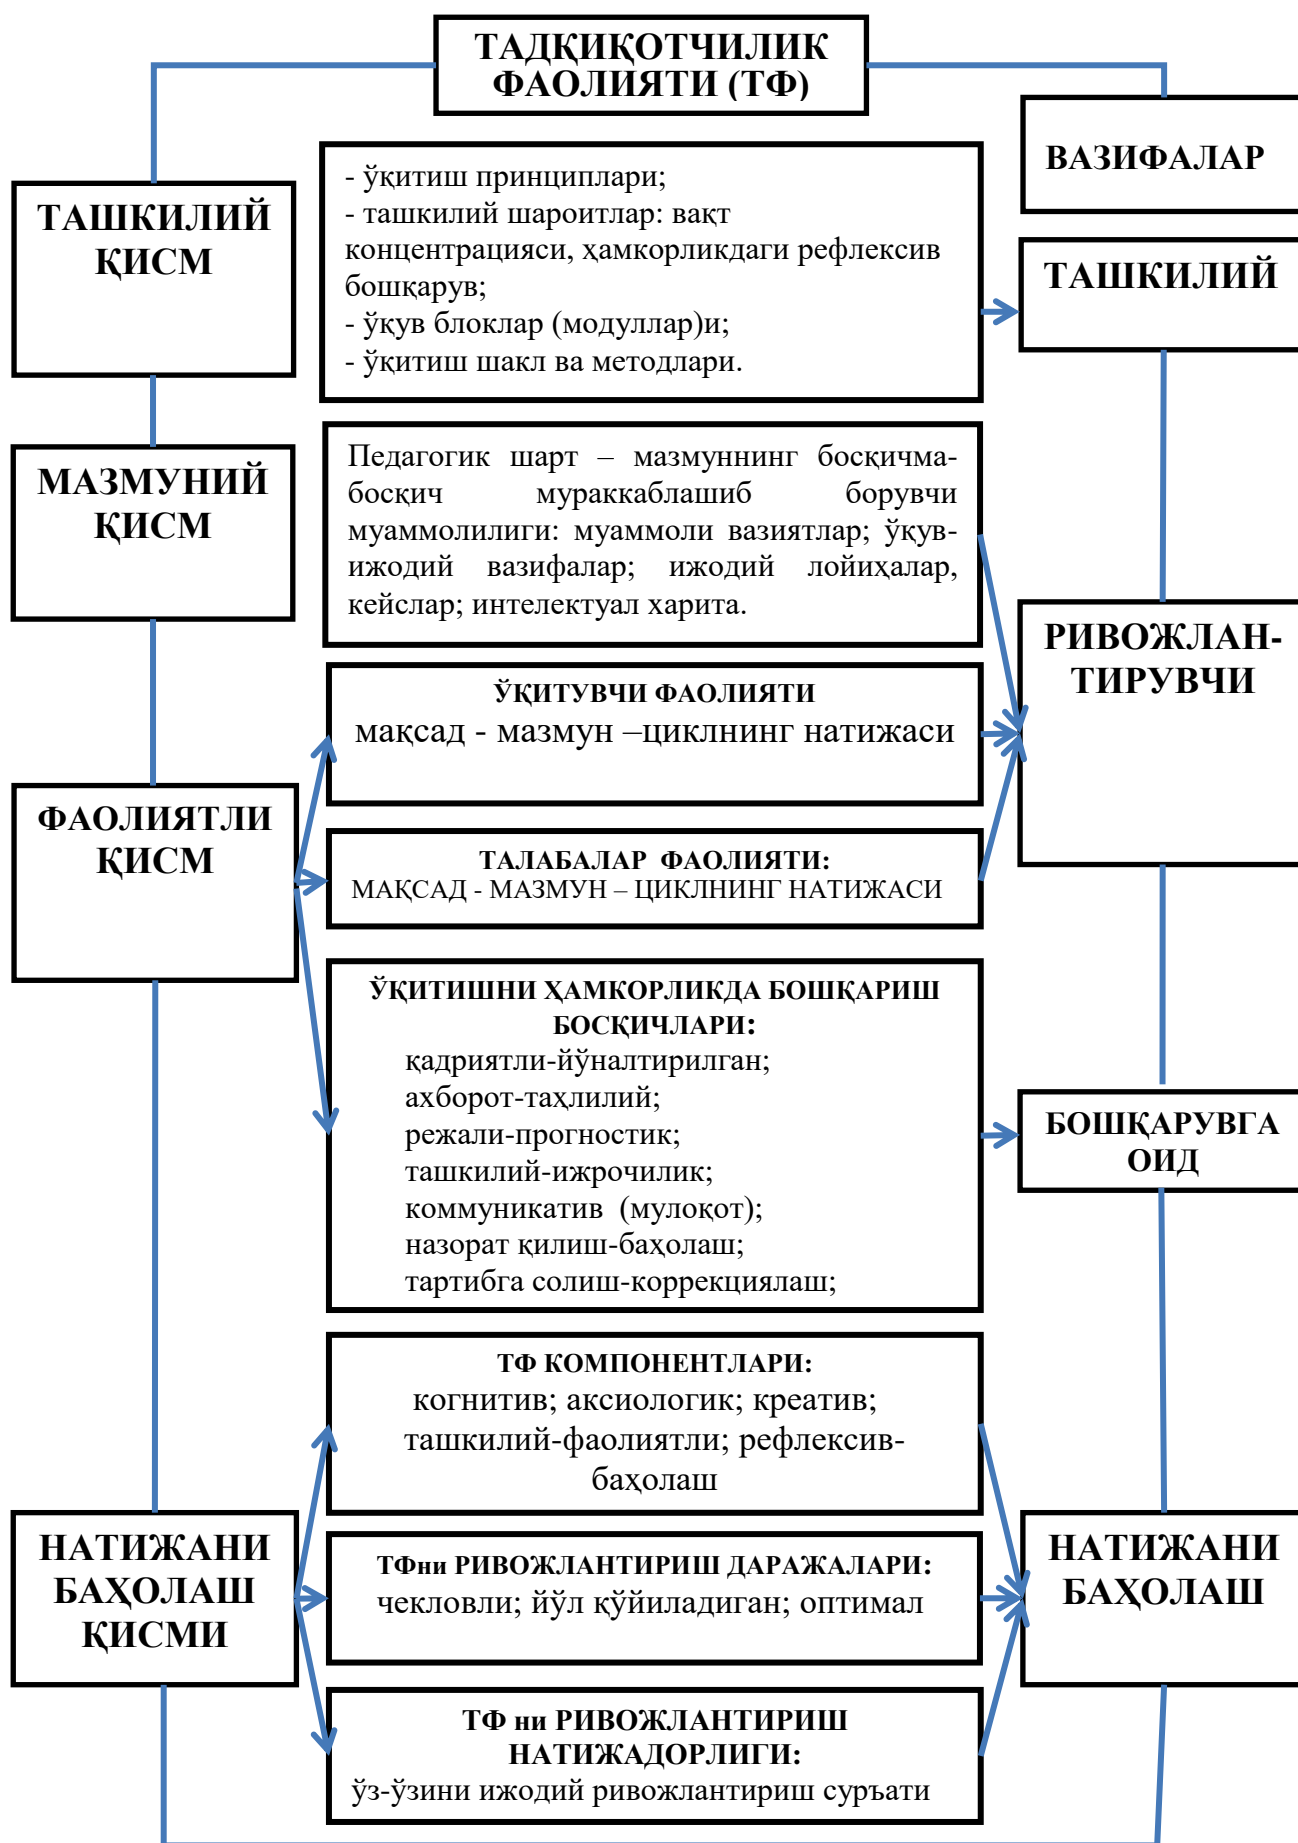 ТАДҚИҚОТЧИЛИК
ФАОЛИЯТИ (ТФ)
ВАЗИФАЛАР
ТАШКИЛИЙ
ҚИСМ
- ўқитиш принциплари;
- ташкилий шароитлар: вақт
концентрацияси, ҳамкорликдаги рефлексив
бошқарув;
- ўқув блоклар (модуллар)и;
- ўқитиш шакл ва методлари.
ТАШКИЛИЙ
МАЗМУНИЙ
ҚИСМ
Педагогик шарт – мазмуннинг босқичма-
босқич мураккаблашиб борувчи
муаммолилиги: муаммоли вазиятлар; ўқув-
ижодий вазифалар; ижодий лойиҳалар,
кейслар; интелектуал харита.
РИВОЖЛАН-
ТИРУВЧИ
ЎҚИТУВЧИ ФАОЛИЯТИ
мақсад - мазмун –циклнинг натижаси
ФАОЛИЯТЛИ
ҚИСМ
ТАЛАБАЛАР ФАОЛИЯТИ:
МАҚСАД - МАЗМУН – ЦИКЛНИНГ НАТИЖАСИ
ЎҚИТИШНИ ҲАМКОРЛИКДА БОШҚАРИШ
БОСҚИЧЛАРИ:
қадриятли-йўналтирилган;
ахборот-таҳлилий;
режали-прогностик;
ташкилий-ижрочилик;
коммуникатив (мулоқот);
назорат қилиш-баҳолаш;
тартибга солиш-коррекциялаш;
БОШҚАРУВГА
ОИД
ТФ КОМПОНЕНТЛАРИ:
когнитив; аксиологик; креатив;
ташкилий-фаолиятли; рефлексив-
баҳолаш
НАТИЖАНИ
БАҲОЛАШ
ҚИСМИ
ТФни РИВОЖЛАНТИРИШ ДАРАЖАЛАРИ:
чекловли; йўл қўйиладиган; оптимал
НАТИЖАНИ
БАҲОЛАШ
ТФ ни РИВОЖЛАНТИРИШ
НАТИЖАДОРЛИГИ:
ўз-ўзини ижодий ривожлантириш суръати